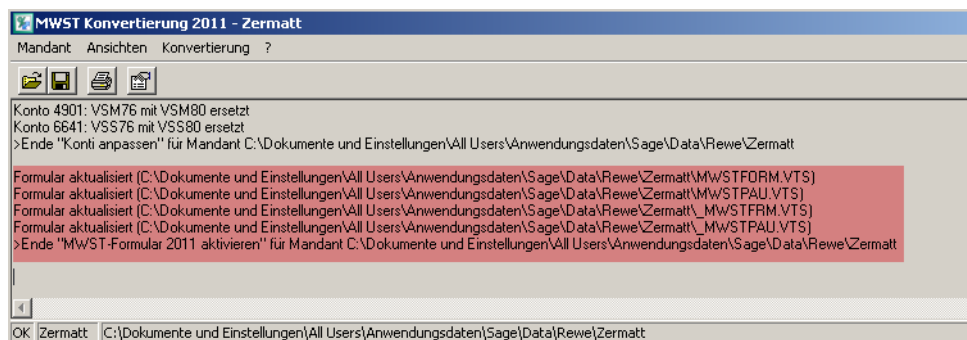 MWST Konvertierung 2011 - Zermatt
Mandant Ansichten Konvertierung ?
Konto 4901: VSM76 mit VSM80 ersetzt
Konto 6641: VSS76 mit VSS80 ersetzt
>Ende "Konti anpassen" für Mandant C:\Dokumente und Einstellungen\All Users\Anwendungsdaten\Sage\Data\Rewe\Zermatt
Formular aktualisiert (C:\Dokumente und Einstellungen\All Users\Anwendungsdaten\Sage\Data\Rewe\Zermatt\MWSTFORM.VTS)
Formular aktualisiert (C:\Dokumente und Einstellungen\All Users\Anwendungsdaten\Sage\Data\Rewe\Zermatt\MWSTPAU.VTS)
Formular aktualisiert (C:\Dokumente und Einstellungen\All Users\Anwendungsdaten\Sage\Data\Rewe\Zermatt\_MWSTFRM.VTS)
Formular aktualisiert (C:\Dokumente und Einstellungen\All Users\Anwendungsdaten\Sage\Data\Rewe\Zermatt\_MWSTPAU.VTS)
>Ende "MWST-Formular 2011 aktivieren" für Mandant C:\Dokumente und Einstellungen\All Users\Anwendungsdaten\Sage\Data\Rewe\Zermatt
OK Zermatt C:\Dokumente und Einstellungen\All Users\Anwendungsdaten\Sage\Data\Rewe\Zermatt